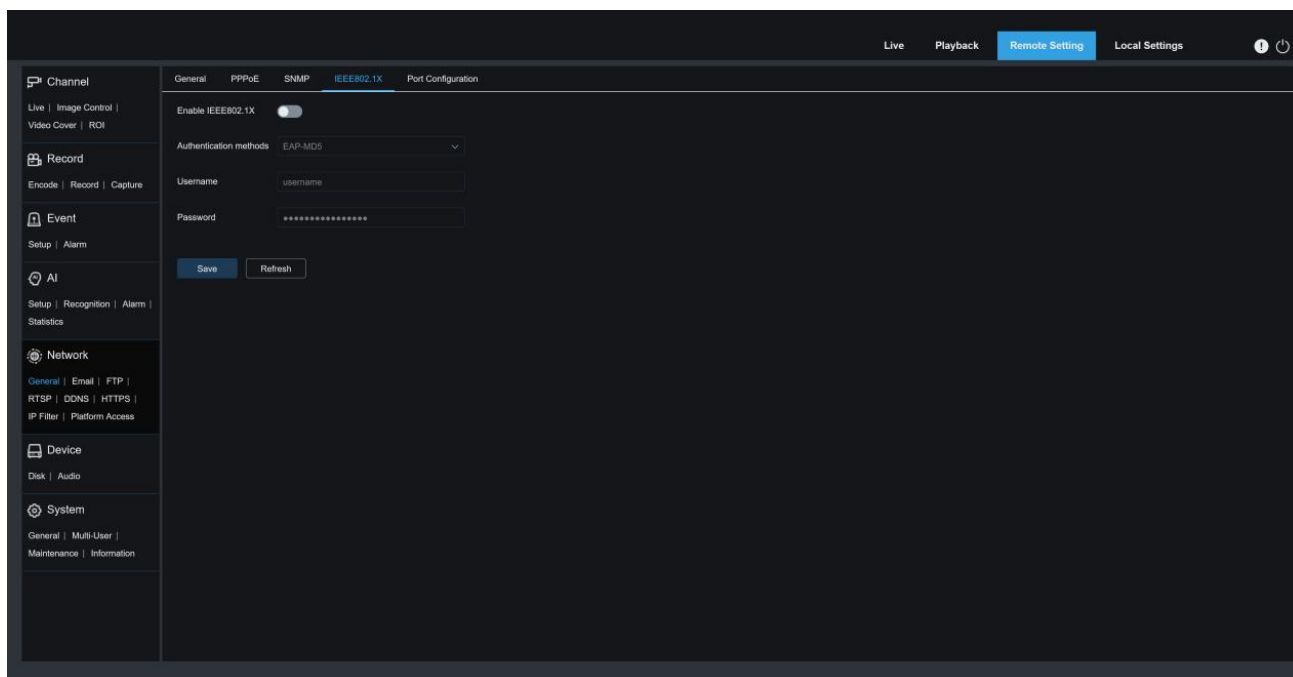 Live Playback Remote Setting Local Settings
Channel
Live | Image Control |
Video Cover | ROI
Record
Encode | Record | Capture
Event
Setup | Alarm
AI
Setup | Recognition | Alarm |
Statistics
Network
General | Email | FTP |
RTSP | DDNS | HTTPS |
IP Filter | Platform Access
Device
Disk | Audio
System
General | Multi-User |
Maintenance | Information
General PPPoE SNMP IEEE802.1X Port Configuration
Enable IEEE802.1X
Authentication methods EAP-MD5
Username username
Password ••••••••••••••••
Save Refresh